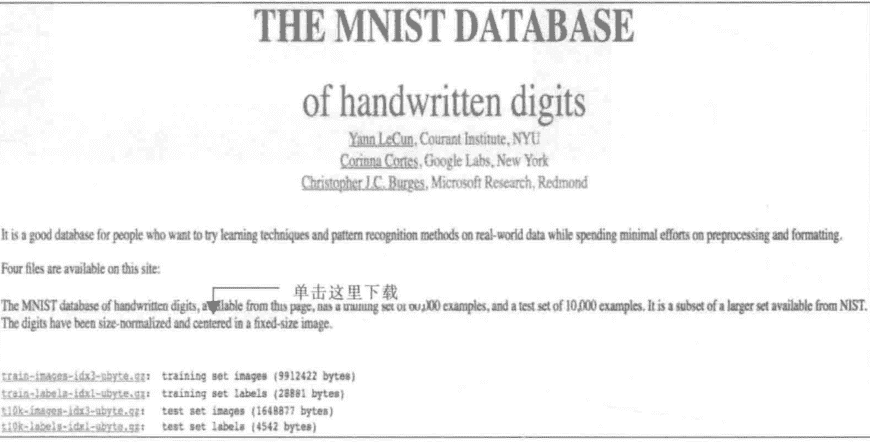 THE MNIST DATABASE
of handwritten digits
Yann LeCun, Courant Institute, NYU
Corinna Cortes, Google Labs, New York
Christopher J.C. Burges, Microsoft Research, Redmond
It is a good database for people who want to try learning techniques and pattern recognition methods on real-world data while spending minimal efforts on preprocessing and formatting.
Four files are available on this site:
单击这里下载
The MNIST database of handwritten digits, available from this page, has a training set of 60,000 examples, and a test set of 10,000 examples. It is a subset of a larger set available from NIST.
The digits have been size-normalized and centered in a fixed-size image.
train-images-idx3-ubyte.gz: training set images (9912422 bytes)
train-labels-idx1-ubyte.gz: training set labels (28881 bytes)
t10k-images-idx3-ubyte.gz: test set images (1648877 bytes)
t10k-labels-idx1-ubyte.gz: test set labels (4542 bytes)